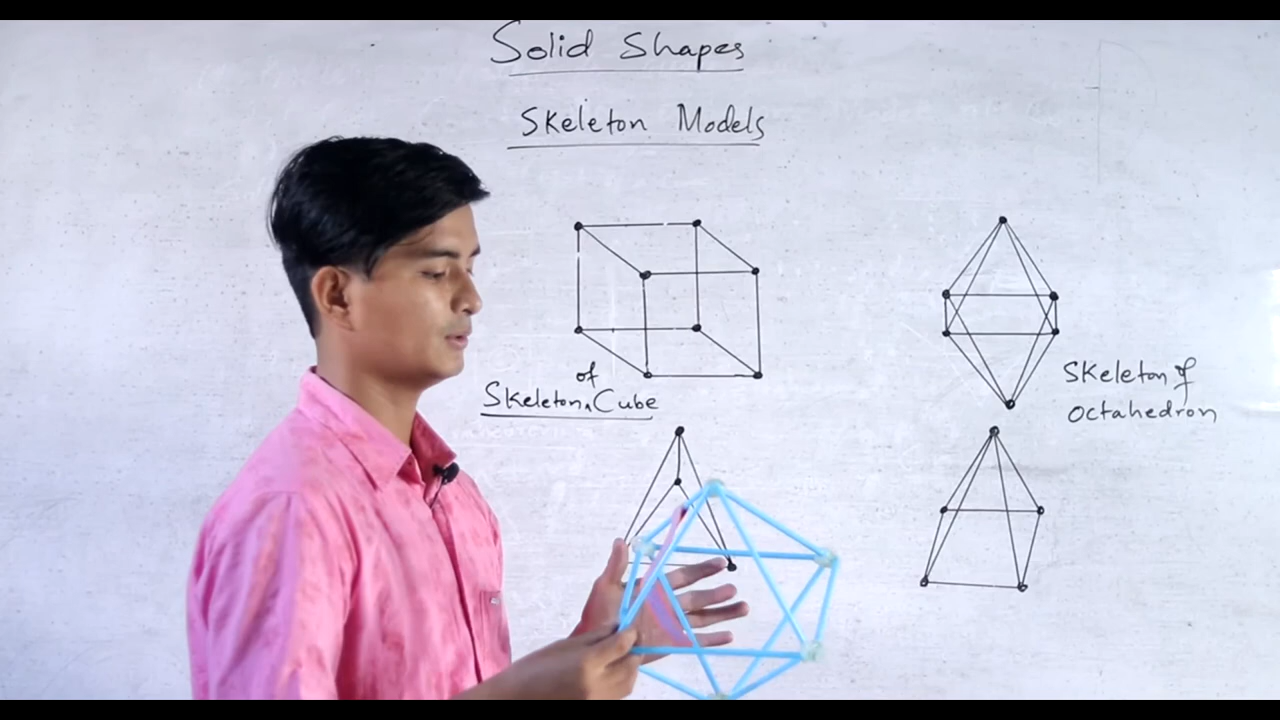 Solid Shapes
Skeleton Models
of
Skeleton Cube
Skeleton of
octahedron